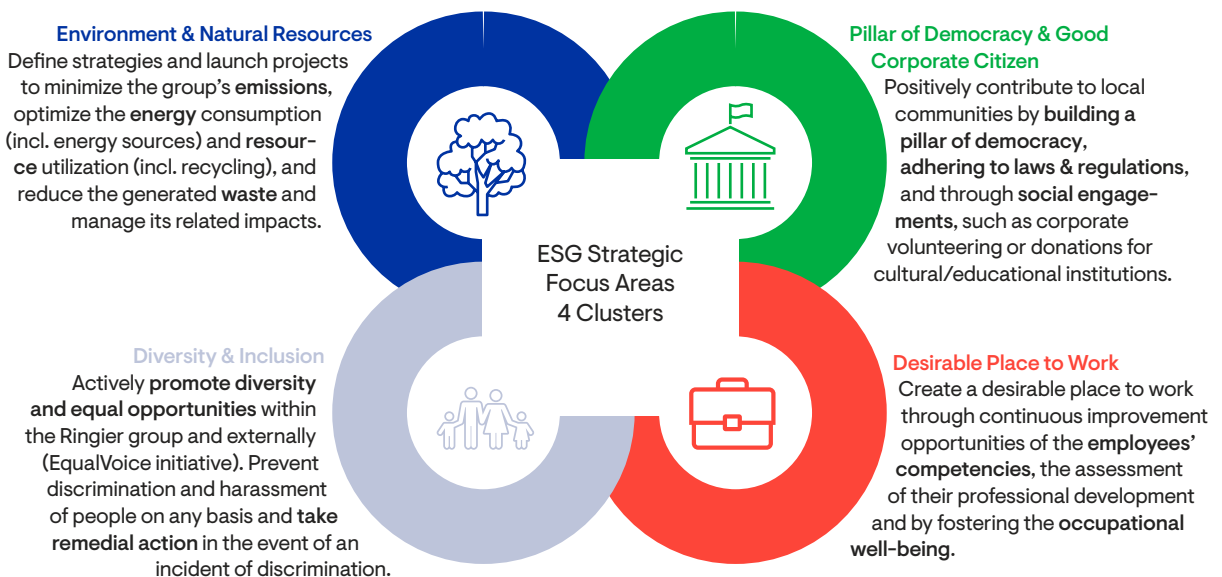 Environment & Natural Resources
Define strategies and launch projects
to minimize the group's emissions,
optimize the energy consumption
(incl. energy sources) and resour-
ce utilization (incl. recycling), and
reduce the generated waste and
manage its related impacts.
Pillar of Democracy & Good
Corporate Citizen
Positively contribute to local
communities by building a
pillar of democracy,
adhering to laws & regulations,
and through social engage-
ments, such as corporate
volunteering or donations for
cultural/educational institutions.
ESG Strategic
Focus Areas
4 Clusters
Diversity & Inclusion
Actively promote diversity
and equal opportunities within
the Ringier group and externally
(EqualVoice initiative). Prevent
discrimination and harassment
of people on any basis and take
remedial action in the event of an
incident of discrimination.
Desirable Place to Work
Create a desirable place to work
through continuous improvement
opportunities of the employees'
competencies, the assessment
of their professional development
and by fostering the occupational
well-being.